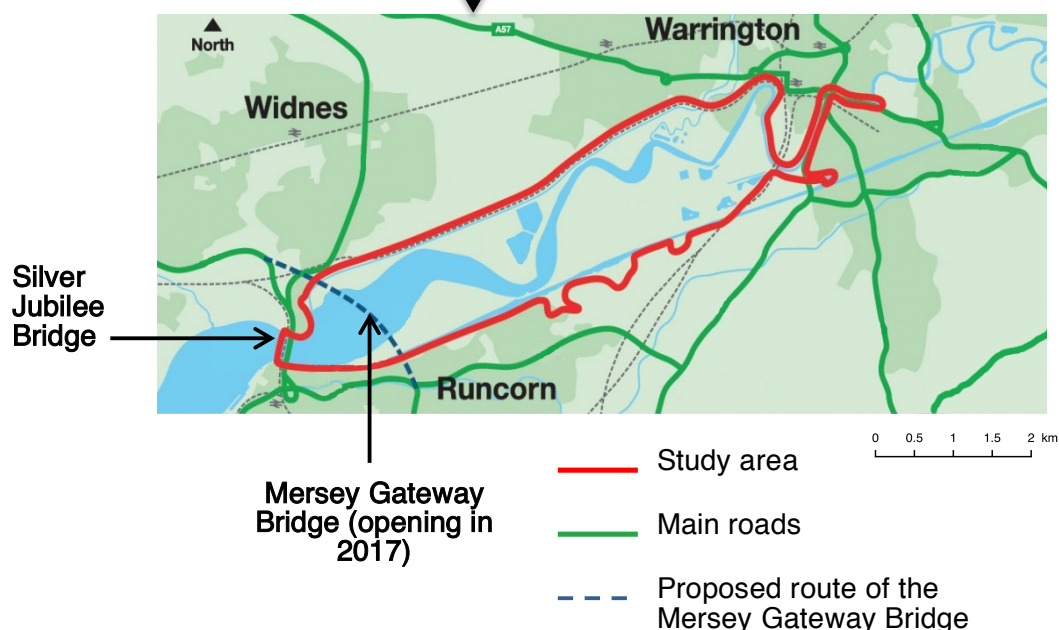 North
A57
Warrington
Widnes
Silver
Jubilee
Bridge
Runcorn
Mersey Gateway
Bridge (opening in
2017)
0 0.5 1 1.5 2 km
Study area
Main roads
Proposed route of the
Mersey Gateway Bridge